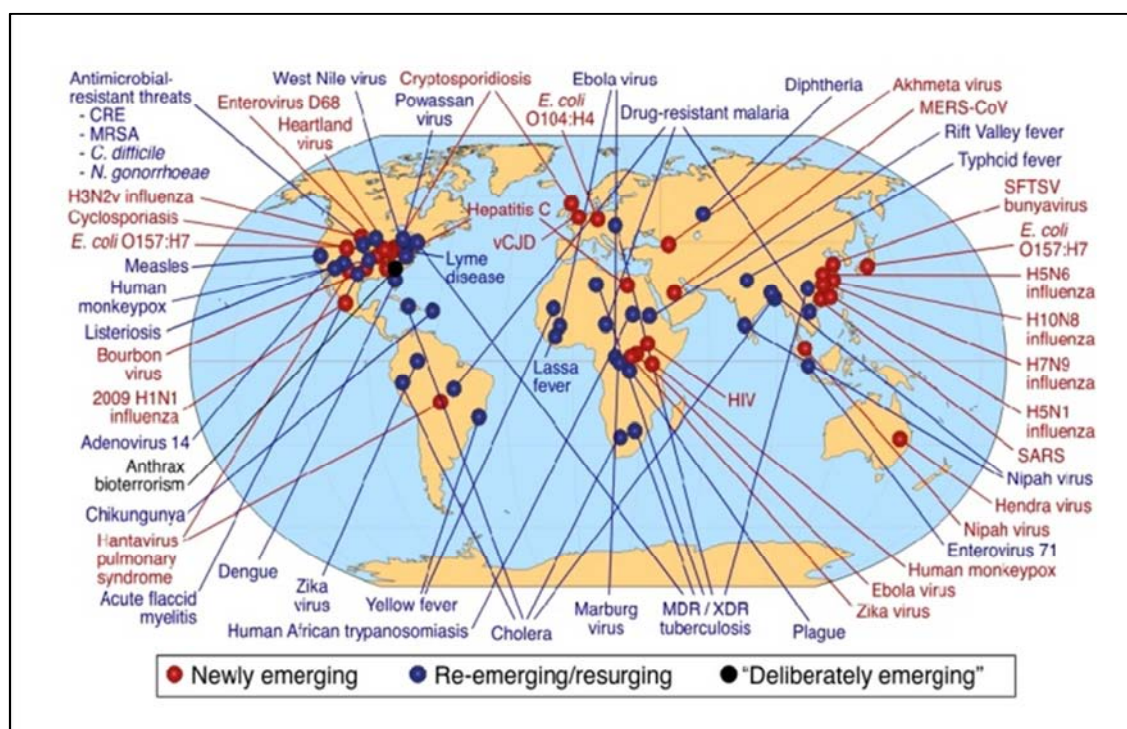 Antimicrobial-
resistant threats
- CRE
- MRSA
- C. difficile
- N. gonorrhoeae
H3N2v influenza
Cyclosporiasis
E. coli O157:H7
Measles
Human
monkeypox
Listeriosis
Bourbon
virus
2009 H1N1
influenza
Adenovirus 14
Anthrax
bioterrorism
Chikungunya
Hantavirus
pulmonary
syndrome
Acute flaccid
myelitis
West Nile virus
Enterovirus D68
Heartland
virus
Cryptosporidiosis
Powassan
virus
E. coli
O104:H4
Ebola virus
Drug-resistant malaria
Diphtheria
Akhmeta virus
MERS-CoV
Rift Valley fever
Typhoid fever
SFTSV
bunyavirus
E. coli
O157:H7
H5N6
influenza
H10N8
influenza
H7N9
influenza
H5N1
influenza
SARS
Nipah virus
Hendra virus
Nipah virus
Enterovirus 71
Human monkeypox
Ebola virus
Zika virus
Hepatitis C
vCJD
Lyme
disease
Lassa
fever
HIV
Dengue
Zika
virus
Yellow fever
Human African trypanosomiasis
Cholera
Marburg
virus
MDR / XDR
tuberculosis
Plague
Newly emerging
Re-emerging/resurging
"Deliberately emerging"